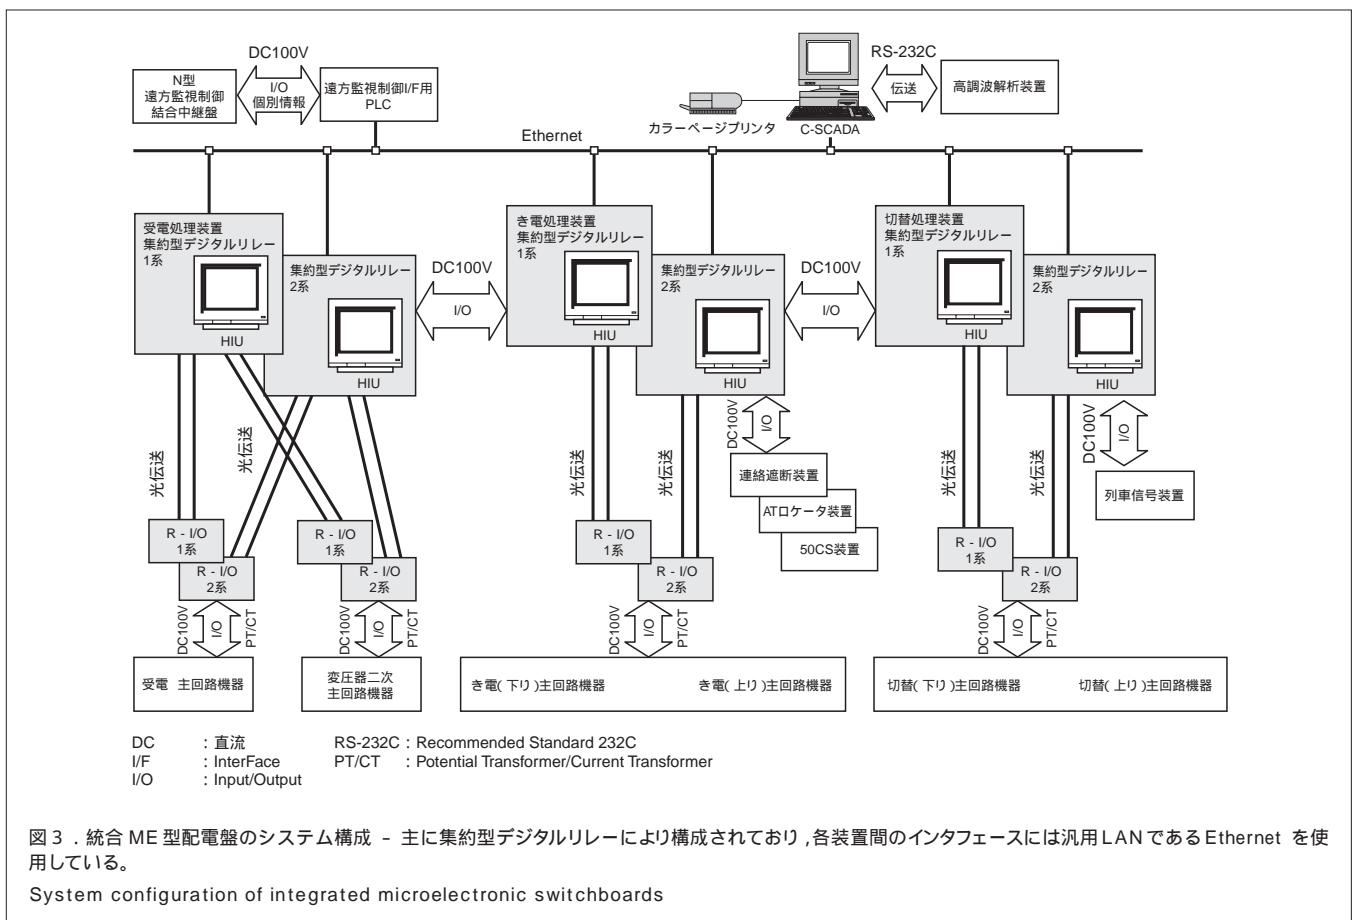 DC100V
N型
遠方監視制御
結合中継盤
I/O
個別情報
遠方監視制御I/F用
PLC
カラーページプリンタ
C-SCADA
RS-232C
伝送
高調波解析装置
Ethernet
受電処理装置
集約型デジタルリレー
1系
HIU
集約型デジタルリレー
2系
HIU
DC100V
I/O
き電処理装置
集約型デジタルリレー
1系
HIU
集約型デジタルリレー
2系
HIU
DC100V
I/O
切替処理装置
集約型デジタルリレー
1系
HIU
集約型デジタルリレー
2系
HIU
光伝送
光伝送
光伝送
光伝送
光伝送
光伝送
DC100V
I/O
連絡遮断装置
ATロケータ装置
50CS装置
DC100V
I/O
列車信号装置
R - I/O
1系
R - I/O
2系
R - I/O
1系
R - I/O
2系
R - I/O
1系
R - I/O
2系
R - I/O
1系
R - I/O
2系
DC100V
I/O
PT/CT
DC100V
I/O
PT/CT
DC100V
I/O
PT/CT
DC100V
I/O
PT/CT
受電 主回路機器
変圧器二次
主回路機器
き電(下り)主回路機器
き電(上り)主回路機器
切替(下り)主回路機器
切替(上り)主回路機器
DC : 直流
I/F : InterFace
I/O : Input/Output
RS-232C : Recommended Standard 232C
PT/CT : Potential Transformer/Current Transformer
図3.統合ME型配電盤のシステム構成 － 主に集約型デジタルリレーにより構成されており,各装置間のインタフェースには汎用LANであるEthernet を使
用している。
System configuration of integrated microelectronic switchboards